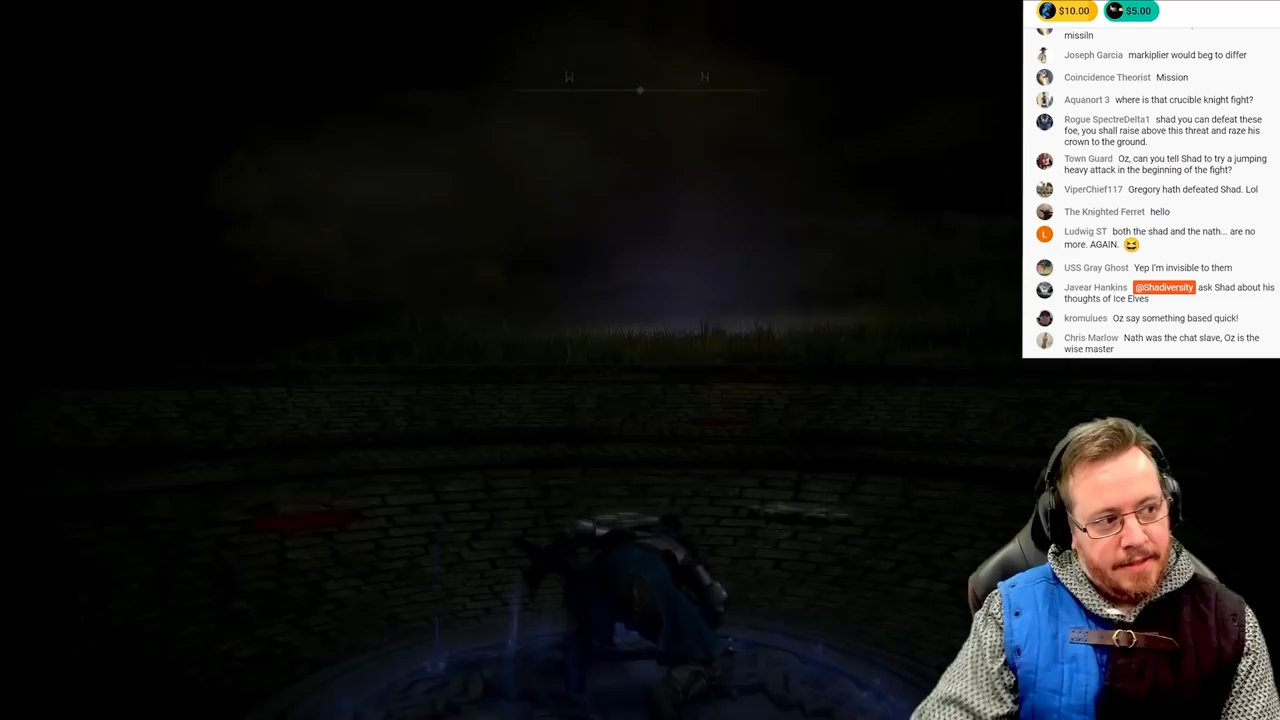 $10.00 $5.00
W N
missiln
Joseph Garcia markiplier would beg to differ
Coincidence Theorist Mission
Aquanort 3 where is that crucible knight fight?
Rogue SpectreDelta1 shad you can defeat these
foe, you shall raise above this threat and raze his
crown to the ground.
Town Guard Oz, can you tell Shad to try a jumping
heavy attack in the beginning of the fight?
ViperChief117 Gregory hath defeated Shad. Lol
The Knighted Ferret hello
L
Ludwig ST both the shad and the nath... are no
more. AGAIN. 😆
USS Gray Ghost Yep I'm invisible to them
Javear Hankins @Shadiversity ask Shad about his
thoughts of Ice Elves
kromulues Oz say something based quick!
Chris Marlow Nath was the chat slave, Oz is the
wise master